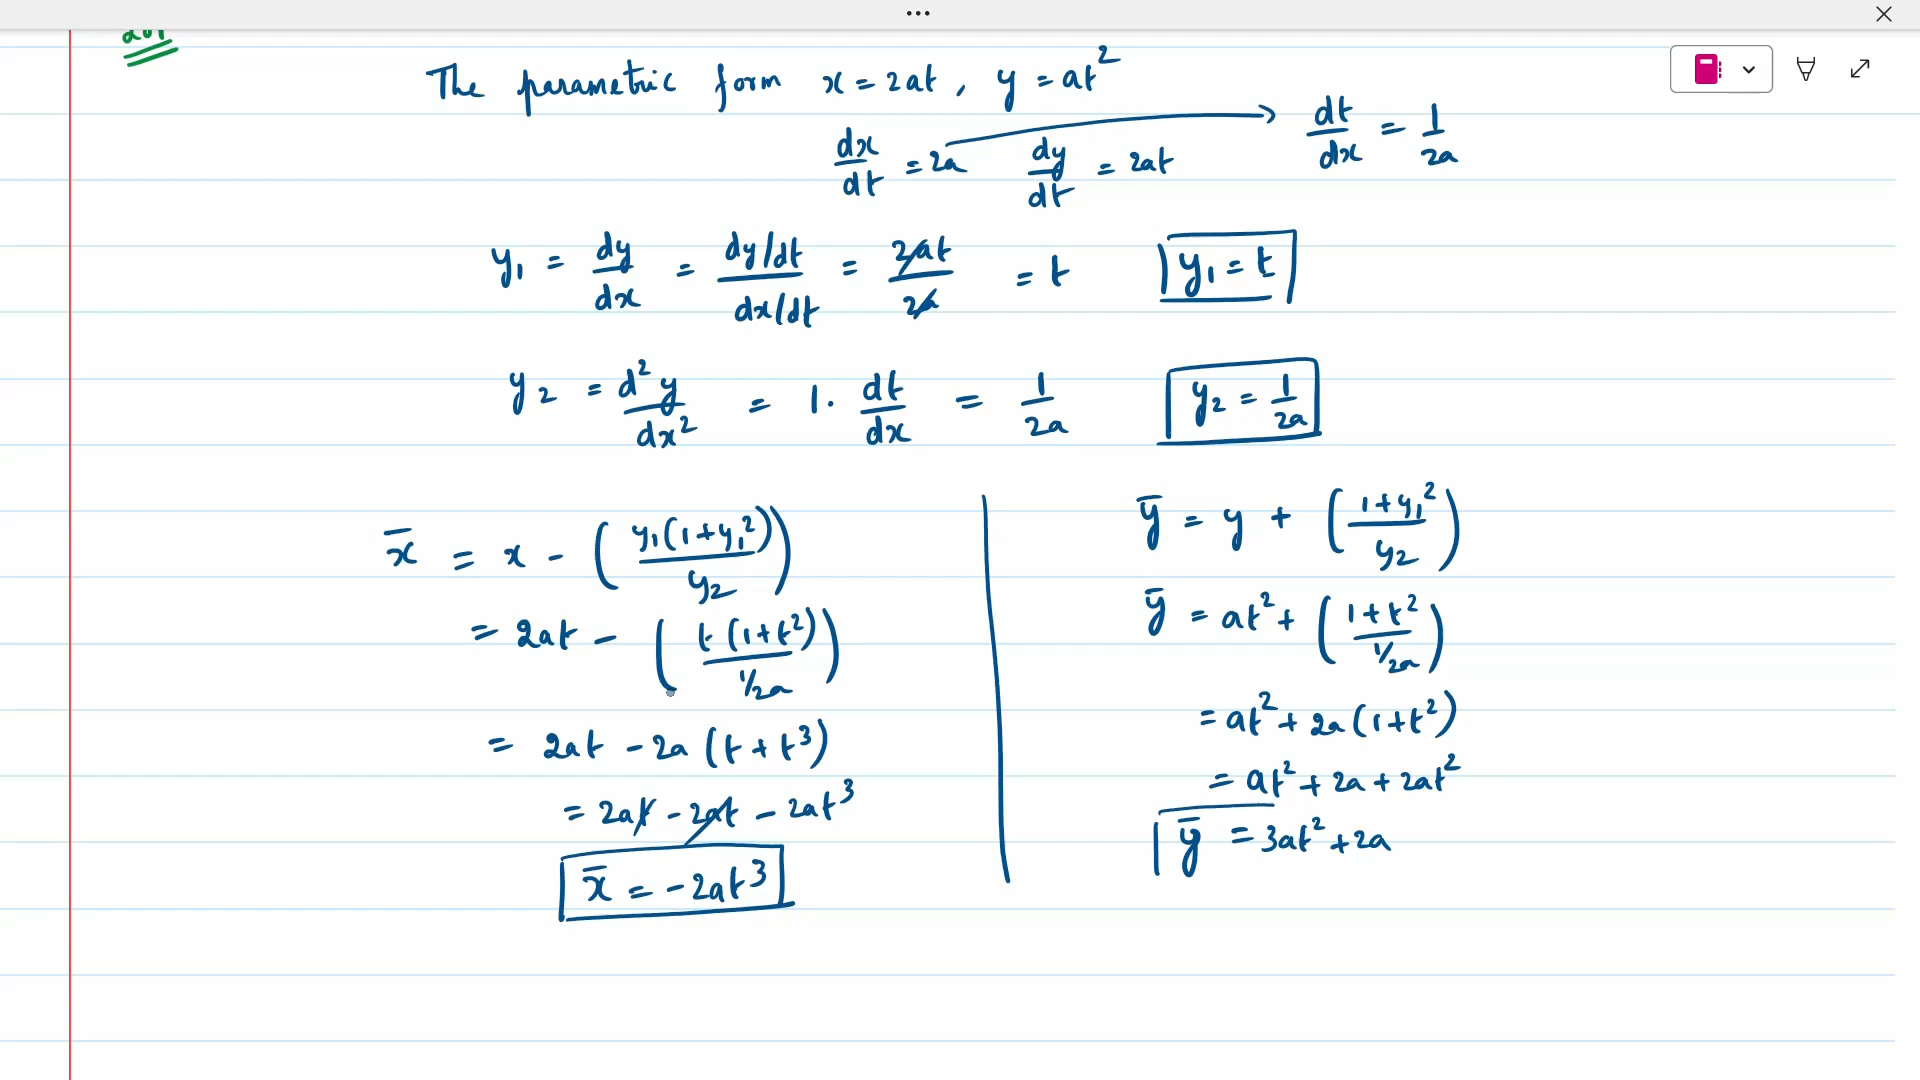 The parametric form x = 2at, y = at²
dx/dt = 2a dy/dt = 2at → dt/dx = 1/2a
y₁ = dy/dx = (dy/dt)/(dx/dt) = 2at/2a = t y₁ = t
y₂ = d²y/dx² = 1. dt/dx = 1/2a y₂ = 1/2a
x̄ = x - (y₁(1+y₁²)/y₂)
= 2at - (t(1+t²)/(1/2a))
= 2at - 2a(t+t³)
= 2at - 2at - 2at³
x̄ = -2at³
ȳ = y + ((1+y₁²)/y₂)
ȳ = at² + ((1+t²)/(1/2a))
= at² + 2a(1+t²)
= at² + 2a + 2at²
ȳ = 3at² + 2a